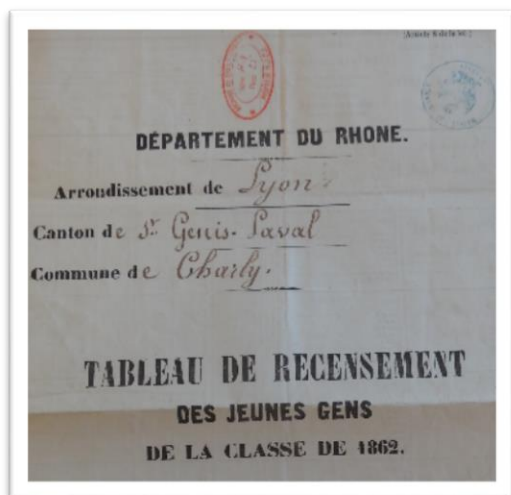 DÉPARTEMENT DU RHONE.
Arrondissement de Lyon
Canton de St Genis-Laval
Commune de Charly.
TABLEAU DE RECENSEMENT
DES JEUNES GENS
DE LA CLASSE DE 1862.